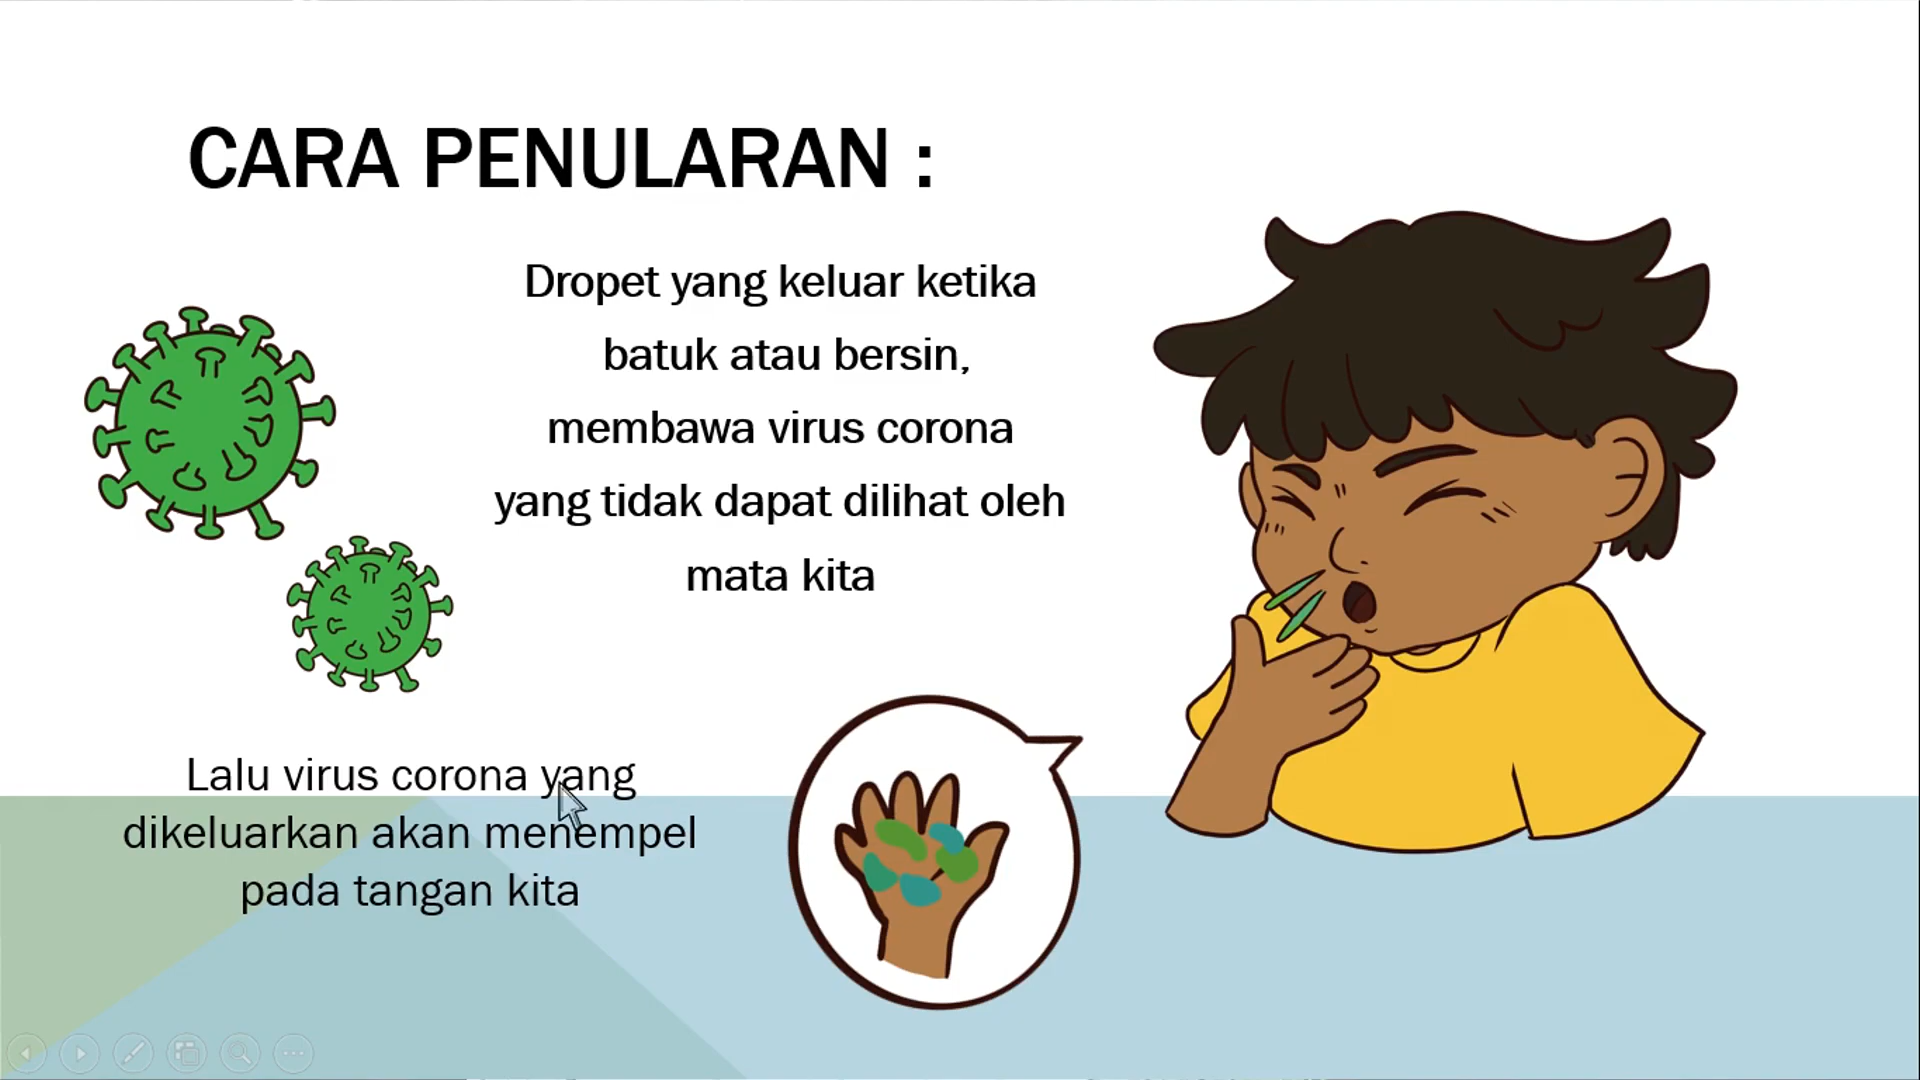 CARA PENULARAN :
Dropet yang keluar ketika
batuk atau bersin,
membawa virus corona
yang tidak dapat dilihat oleh
mata kita
Lalu virus corona yang
dikeluarkan akan menempel
pada tangan kita